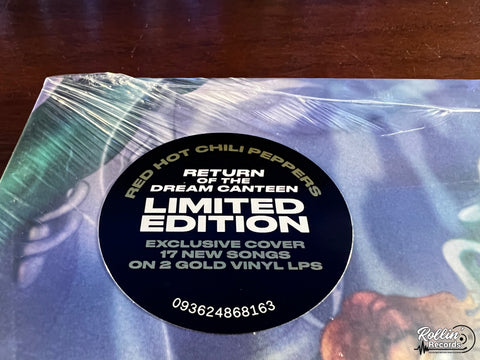 RED HOT CHILI PEPPERS
RETURN
OF THE
DREAM CANTEEN
LIMITED
EDITION
EXCLUSIVE COVER
17 NEW SONGS
ON 2 GOLD VINYL LPS
093624868163
Rollin'
Records